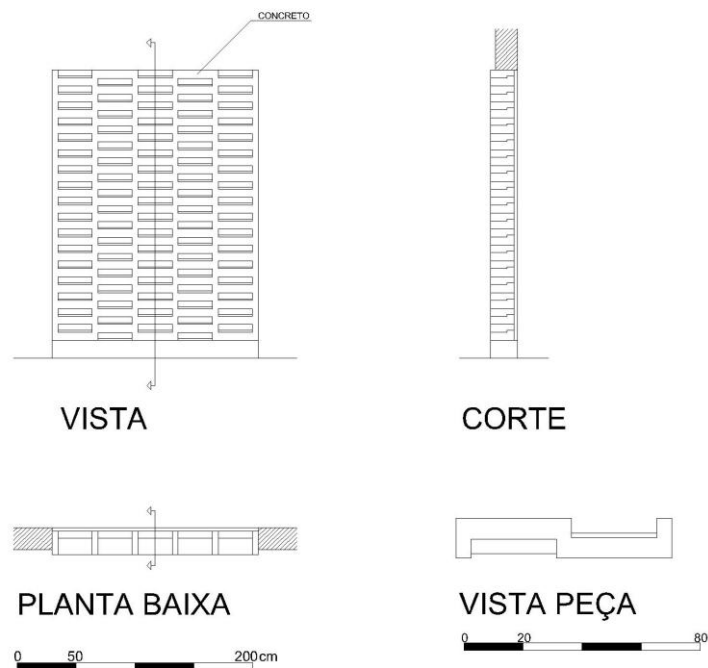 CONCRETO
VISTA
CORTE
PLANTA BAIXA
VISTA PEÇA
0 50 200cm
0 20 80